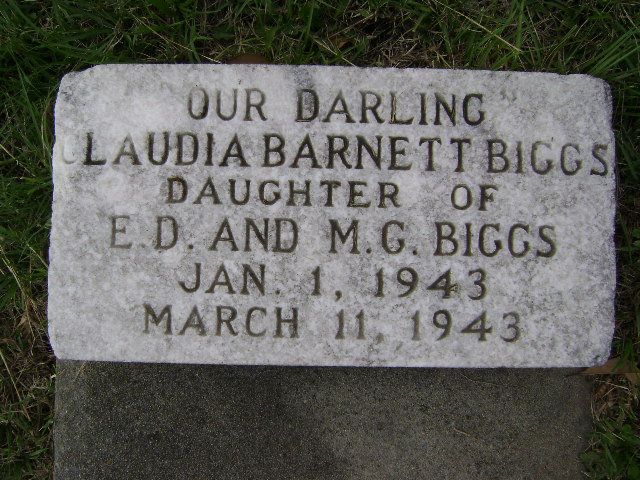 OUR DARLING
CLAUDIA BARNETT BIGGS
DAUGHTER OF
E.D. AND M.G. BIGGS
JAN. 1, 1943
MARCH 11, 1943